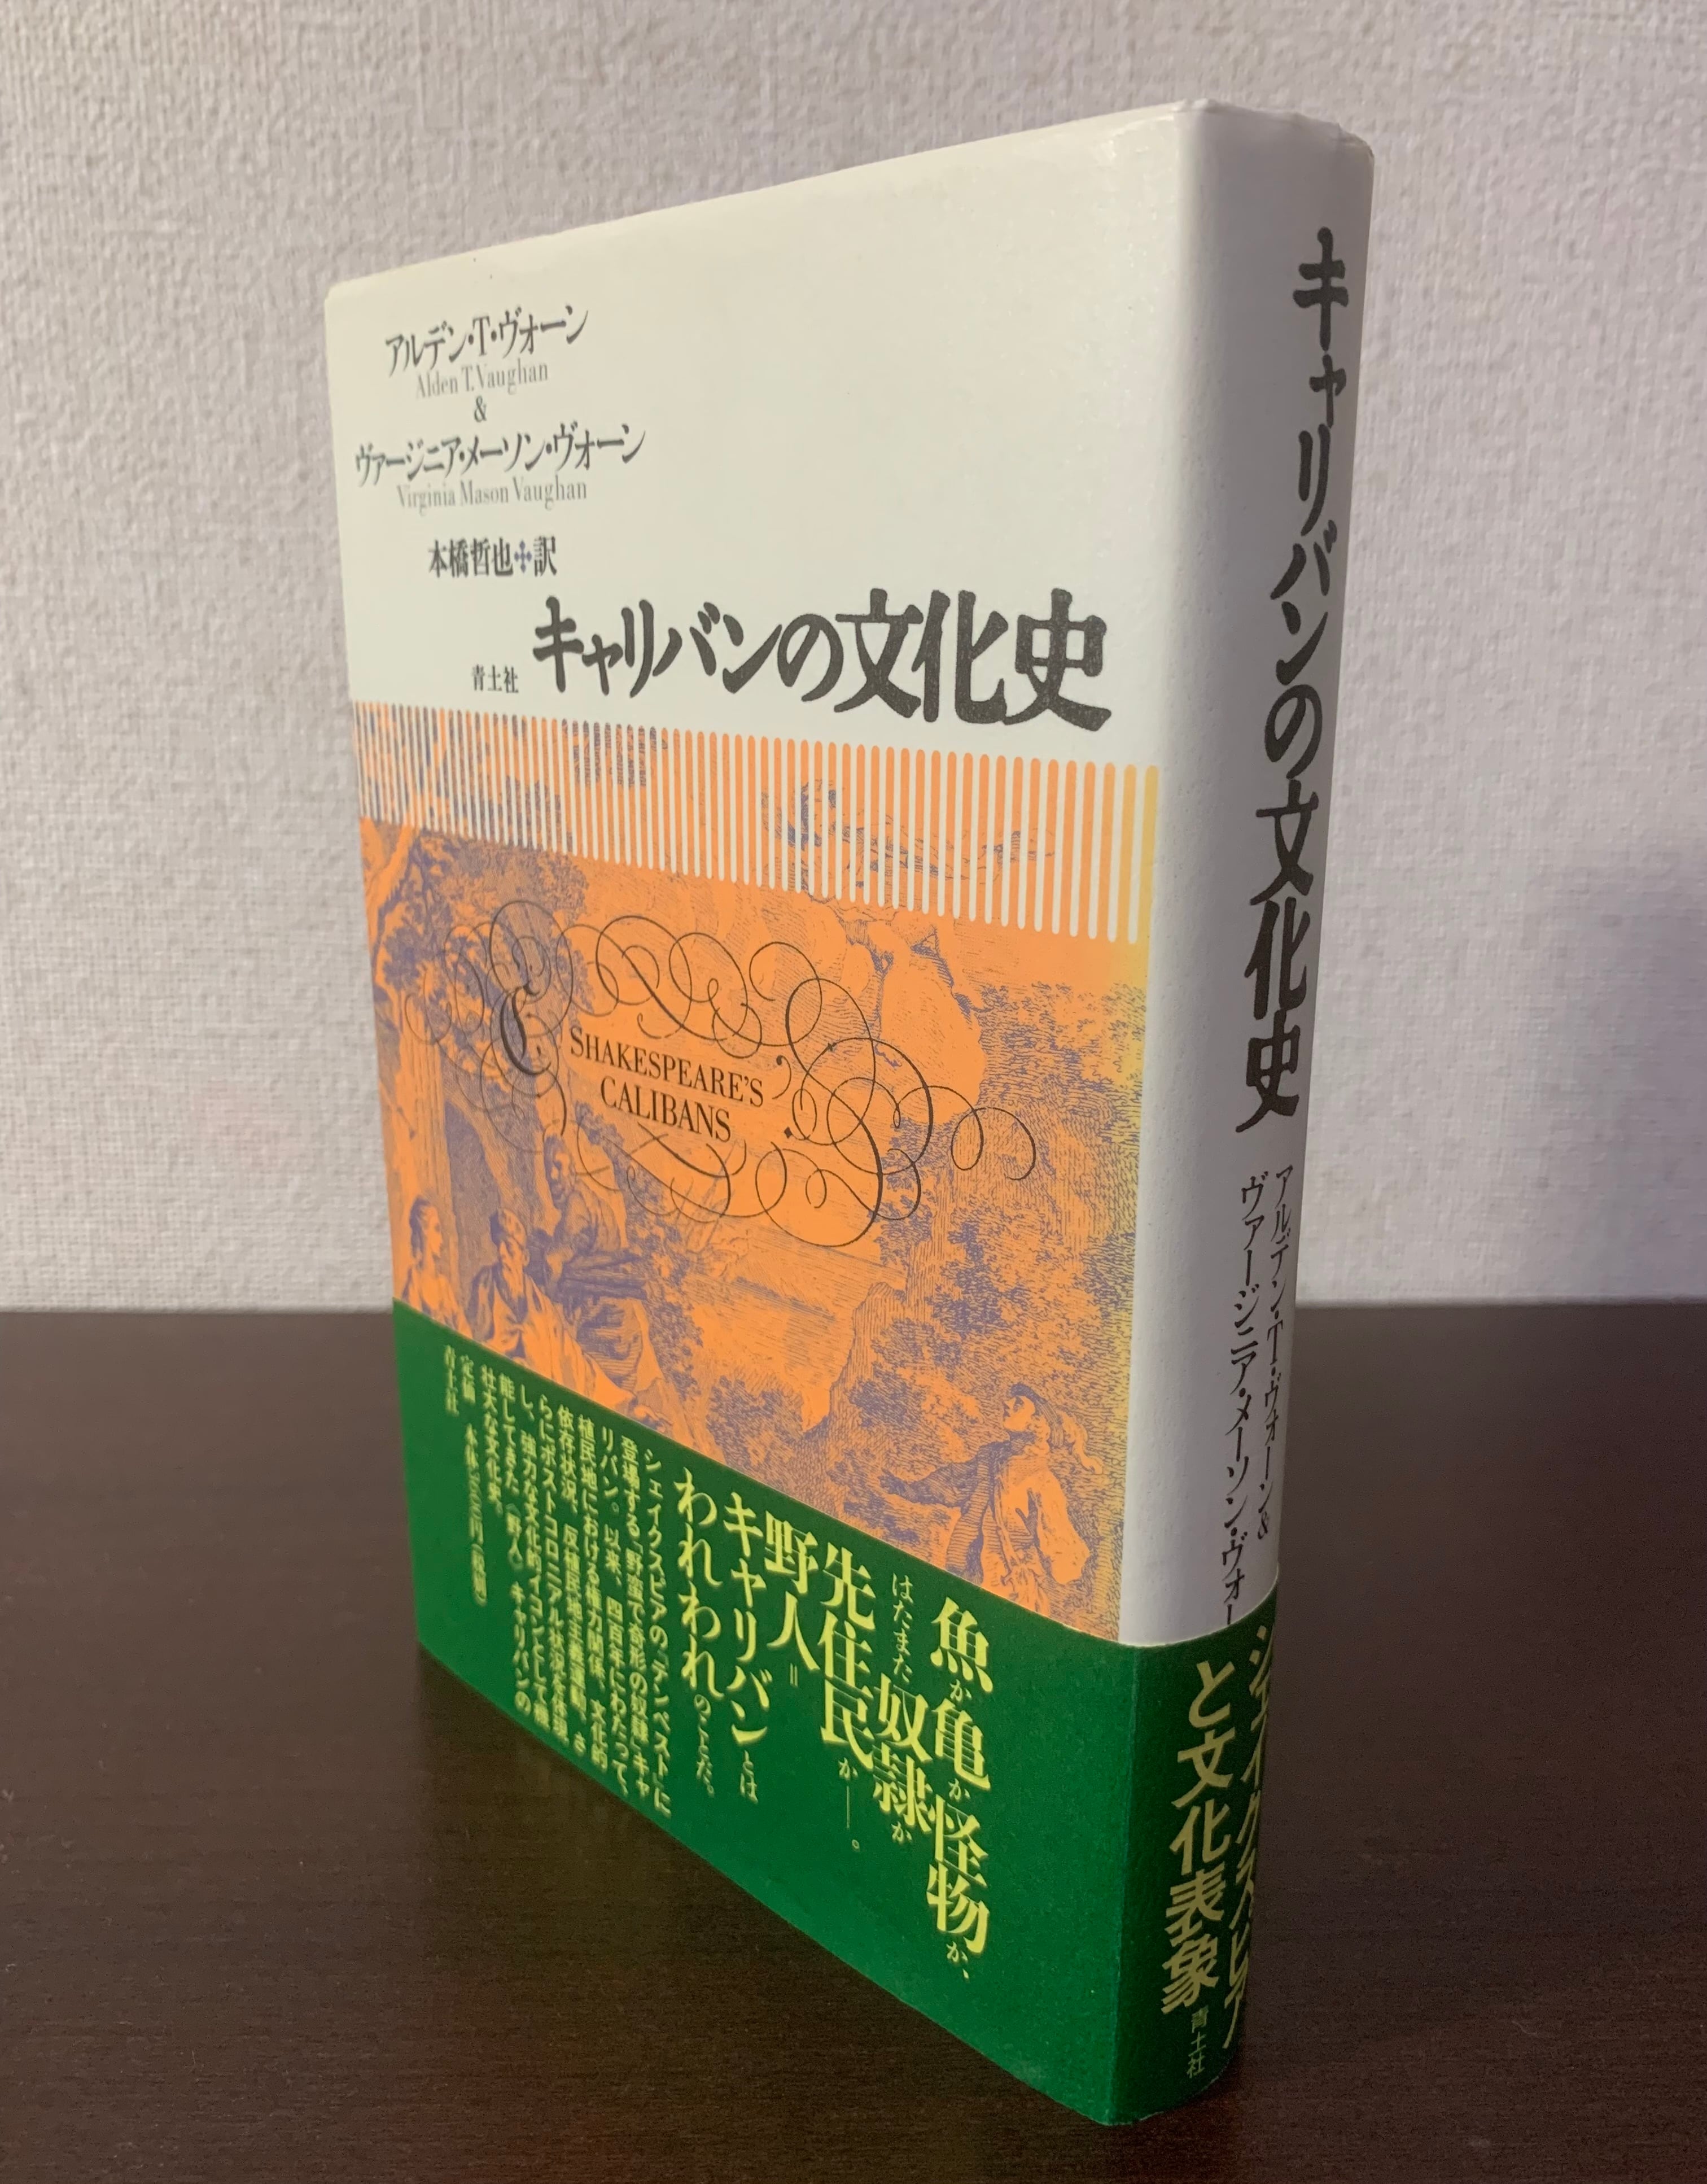 アルデン・T・ヴォーン
Alden T. Vaughan
&
ヴァージニア・メーソン・ヴォーン
Virginia Mason Vaughan
本橋哲也✣訳
キャリバンの文化史
青土社
SHAKESPEARE'S
CALIBANS
魚か亀か怪物か、
はたまた奴隷か
先住民か──。
野人=
キャリバンとは
われわれのことだ。
シェイクスピアの『テンペスト』に
登場する「野蛮で奇形の奴隷」キャ
リバン。以来、四百年にわたって、
植民地における権力関係、文化的
依存状況、反植民地主義運動、さ
らにポストコロニアル状況を体現
し、強力な文化的イコンとして機
能してきた〈野人〉キャリバンの
壮大な文化史。
青土社
キャリバンの文化史
アルデン・T・ヴォーン&
ヴァージニア・メーソン・ヴォー
シェイクスピア
と文化表象
青土社